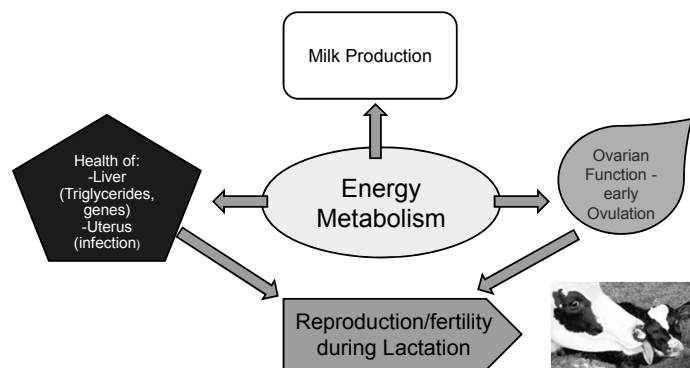 Milk Production
Health of:
-Liver
(Triglycerides,
genes)
-Uterus
(infection)
Energy
Metabolism
Ovarian
Function -
early
Ovulation
Reproduction/fertility
during Lactation